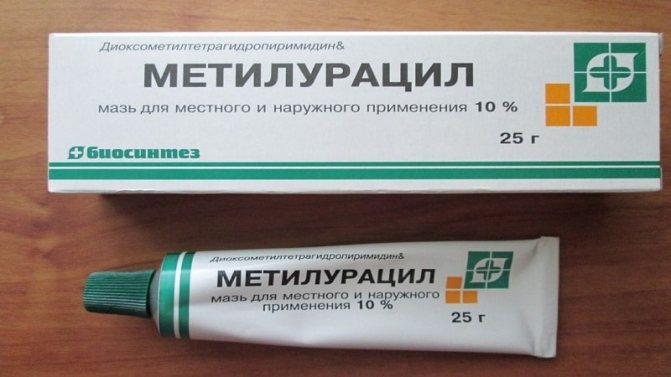 Диоксометилтетрагидропиримидин&
МЕТИЛУРАЦИЛ
мазь для местного и наружного применения 10 %
25 г
биосинтез
Диоксометилтетрагидропиримидин&
МЕТИЛУРАЦИЛ
мазь для местного и наружного
применения 10 %
25 г